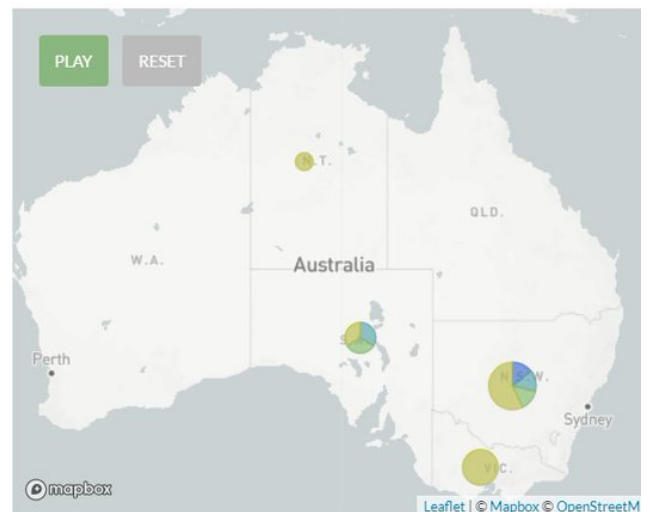 PLAY RESET
N.T.
QLD.
W.A.
Australia
S.A.
Perth
N.S.W.
Sydney
VIC.
mapbox
Leaflet | © Mapbox © OpenStreetM